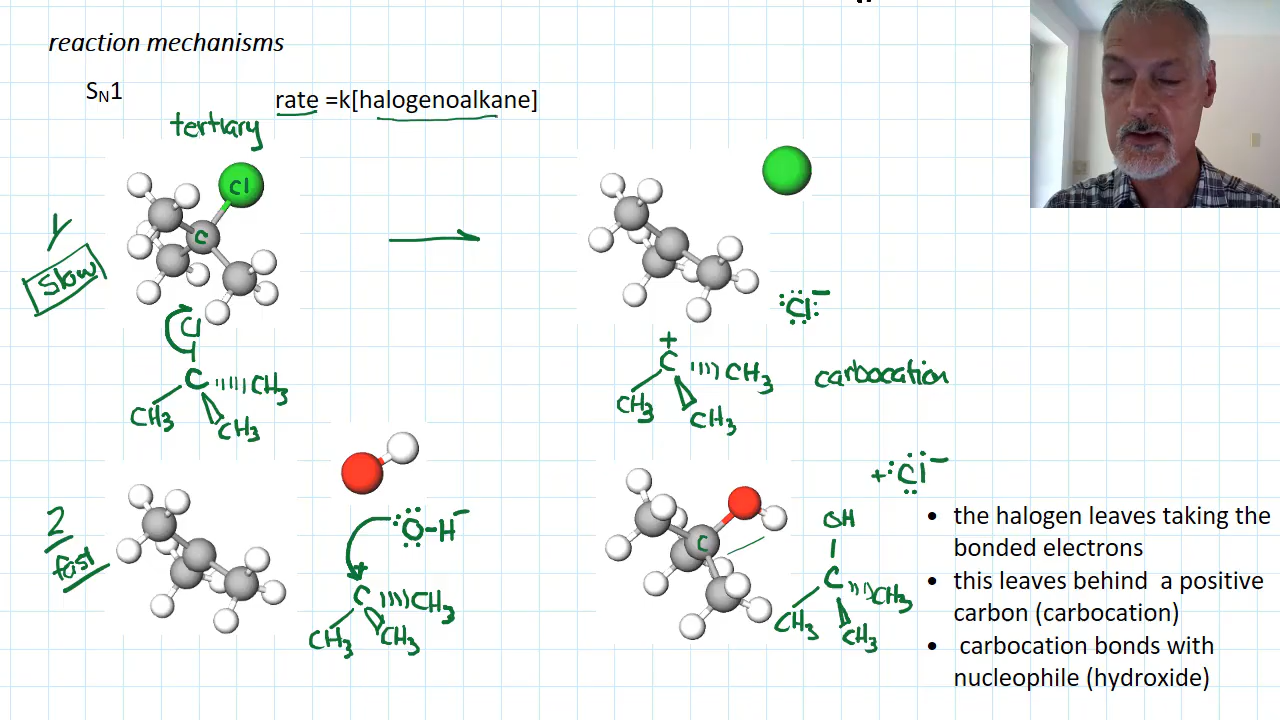 reaction mechanisms
SN1
rate =k[halogenoalkane]
tertiary
Cl
C
1
slow
Cl
C
CH3
CH3
CH3
:Cl:−
+
C
CH3
CH3
CH3
carbocation
2
fast
:O-H−
+
C
CH3
CH3
CH3
C
+ :Cl−
OH
C
CH3
CH3
CH3
• the halogen leaves taking the
bonded electrons
• this leaves behind a positive
carbon (carbocation)
• carbocation bonds with
nucleophile (hydroxide)